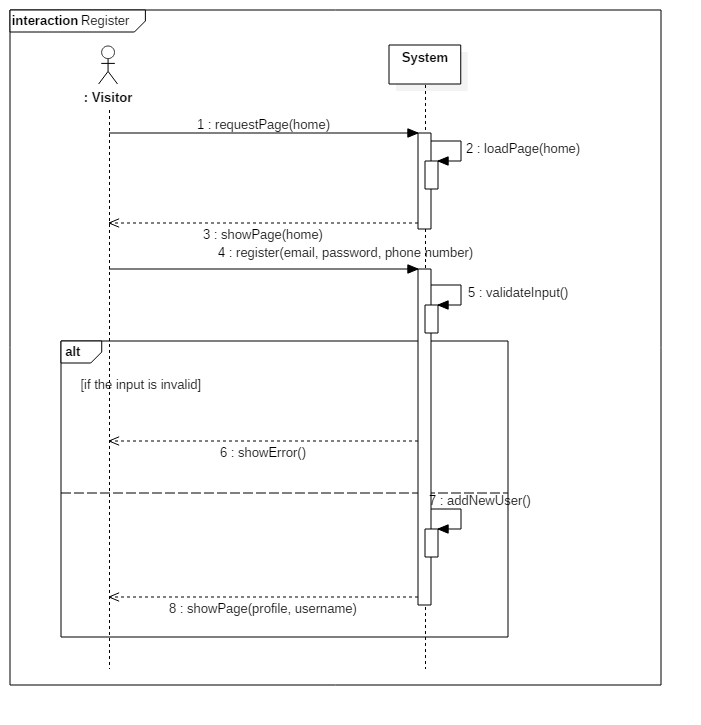 interaction Register
System
: Visitor
1 : requestPage(home)
2 : loadPage(home)
3 : showPage(home)
4 : register(email, password, phone number)
5 : validateInput()
alt
[if the input is invalid]
6 : showError()
7 : addNewUser()
8 : showPage(profile, username)